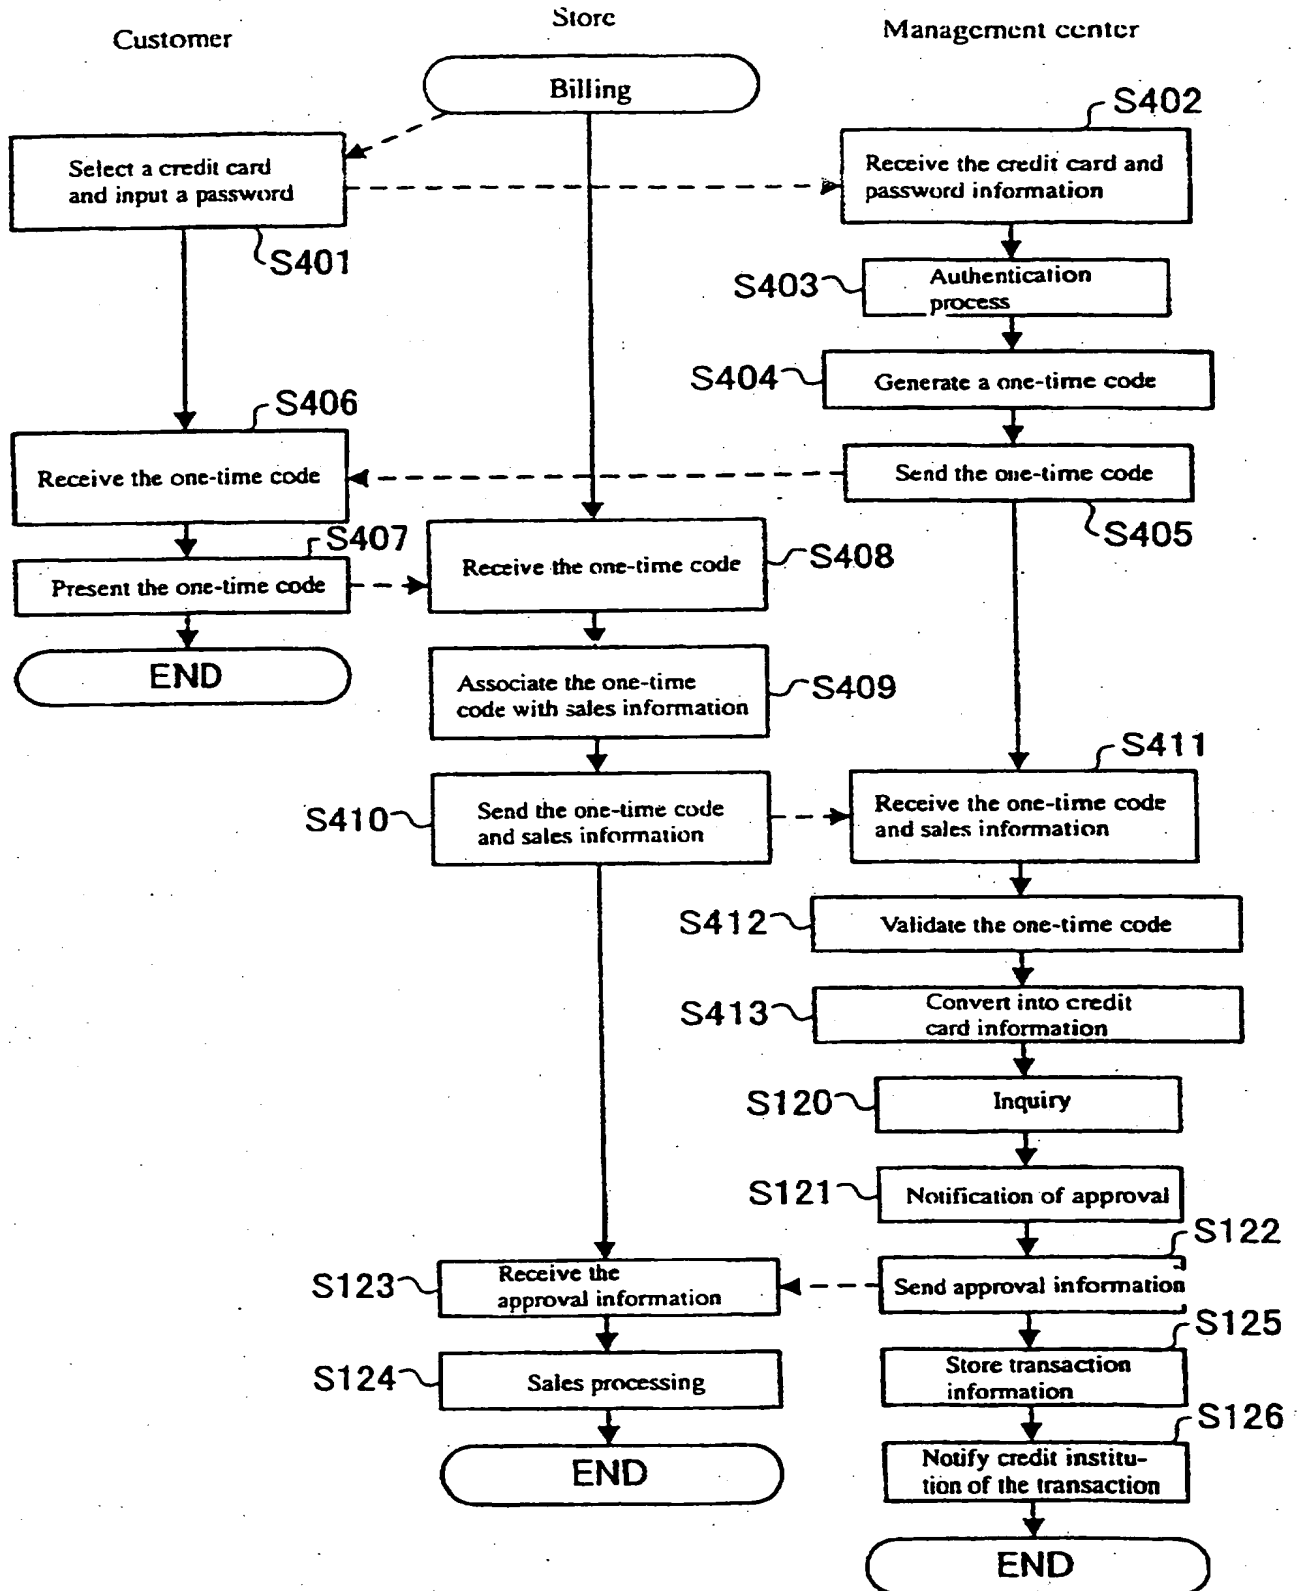 Customer
Store
Management center
Billing
S402
Select a credit card
and input a password
Receive the credit card and
password information
S401
S403
Authentication
process
S404
Generate a one-time code
S406
Receive the one-time code
Send the one-time code
S405
S407
Present the one-time code
Receive the one-time code
S408
END
Associate the one-time
code with sales information
S409
S411
S410
Send the one-time code
and sales information
Receive the one-time code
and sales information
S412
Validate the one-time code
S413
Convert into credit
card information
S120
Inquiry
S121
Notification of approval
S122
S123
Receive the
approval information
Send approval information
S125
S124
Sales processing
Store transaction
information
S126
END
Notify credit institu-
tion of the transaction
END